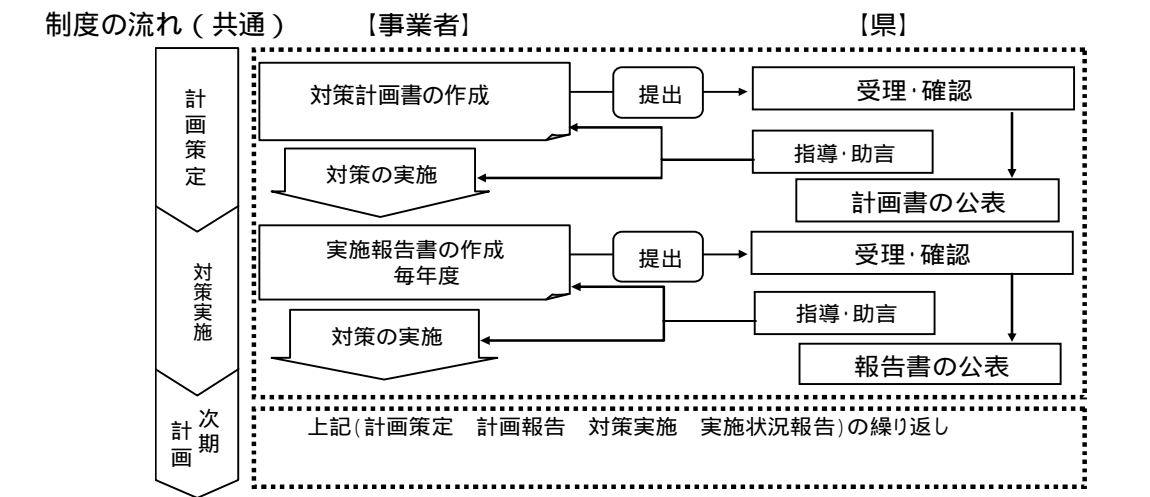 制度の流れ(共通)
【事業者】
【県】
計画策定
対策計画書の作成
提出
受理・確認
指導・助言
対策の実施
計画書の公表
対策実施
実施報告書の作成
毎年度
提出
受理・確認
指導・助言
対策の実施
報告書の公表
次期
計画
上記(計画策定　計画報告　対策実施　実施状況報告)の繰り返し